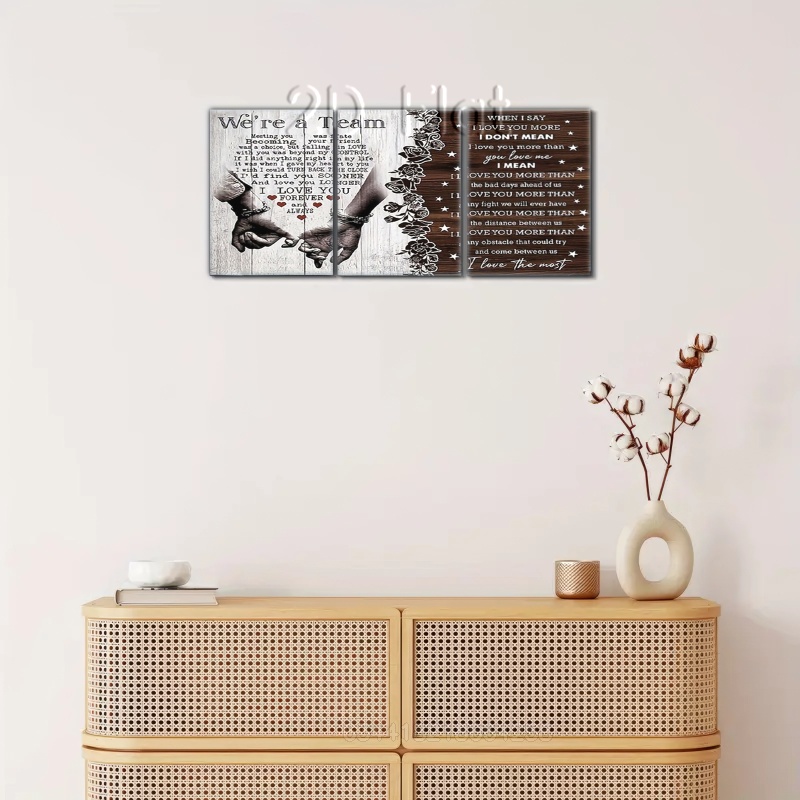 2D Flat
We're a Team
Meeting you was fate
Becoming your friend
was a choice, but falling in LOVE
with you was beyond my CONTROL
If I did anything right in my life
it was when I gave my heart to you
I wish I could TURN BACK THE CLOCK
I'd find you SOONER
And love you LONGER
I LOVE YOU
FOREVER
and
ALWAYS
WHEN I SAY
I LOVE YOU MORE
I DON'T MEAN
I love you more than
you love me
I MEAN
I LOVE YOU MORE THAN
the bad days ahead of us
I LOVE YOU MORE THAN
any fight we will ever have
I LOVE YOU MORE THAN
the distance between us
I LOVE YOU MORE THAN
any obstacle that could try
and come between us
I love the most